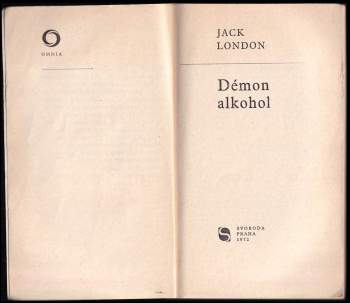 OMNIA
JACK
LONDON
Démon
alkohol
SVOBODA
PRAHA
1972